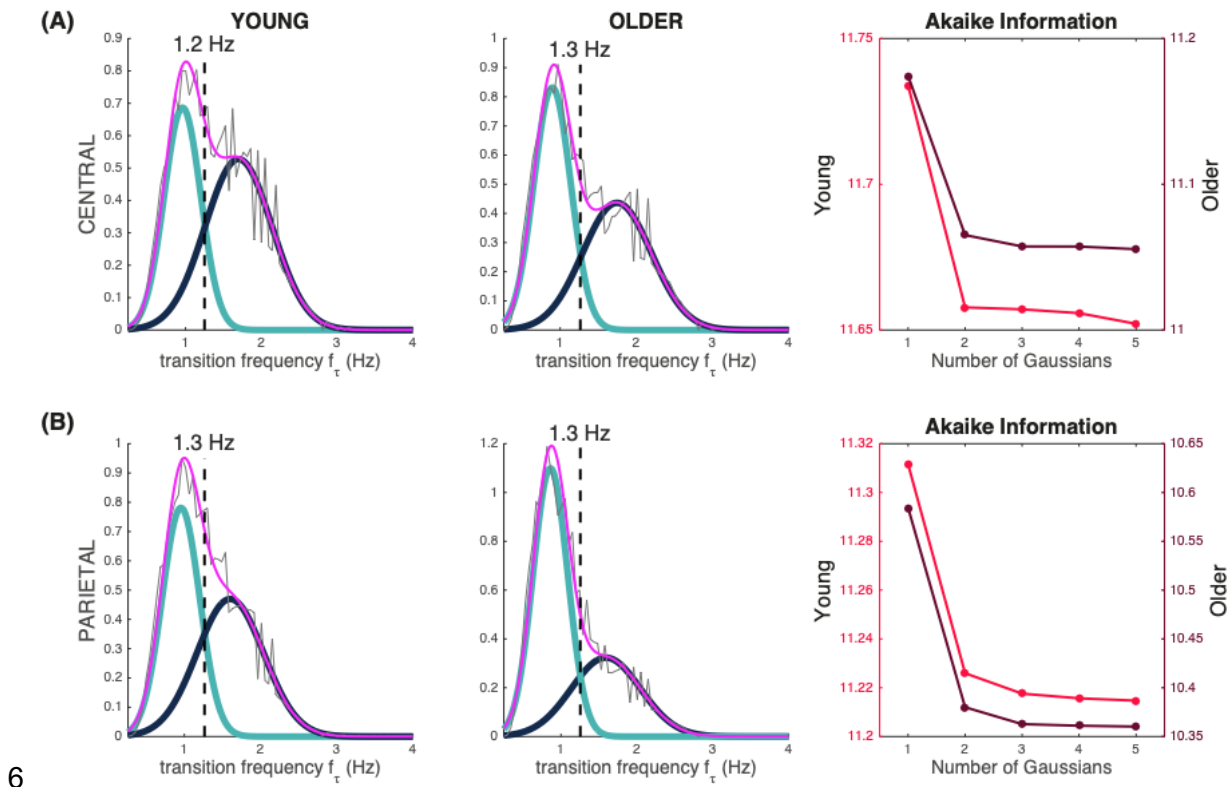 (A) YOUNG OLDER Akaike Information
CENTRAL
1.2 Hz
0.9
0.8
0.7
0.6
0.5
0.4
0.3
0.2
0.1
0
1 2 3 4
transition frequency fτ (Hz)
1.3 Hz
1
0.9
0.8
0.7
0.6
0.5
0.4
0.3
0.2
0.1
0
1 2 3 4
transition frequency fτ (Hz)
Young
11.75
11.7
11.65
Older
11.2
11.1
11
1 2 3 4 5
Number of Gaussians
(B) Akaike Information
PARIETAL
1.3 Hz
1
0.9
0.8
0.7
0.6
0.5
0.4
0.3
0.2
0.1
0
1 2 3 4
transition frequency fτ (Hz)
1.3 Hz
1.2
1
0.8
0.6
0.4
0.2
0
1 2 3 4
transition frequency fτ (Hz)
Young
11.32
11.3
11.28
11.26
11.24
11.22
11.2
Older
10.65
10.6
10.55
10.5
10.45
10.4
10.35
1 2 3 4 5
Number of Gaussians
6